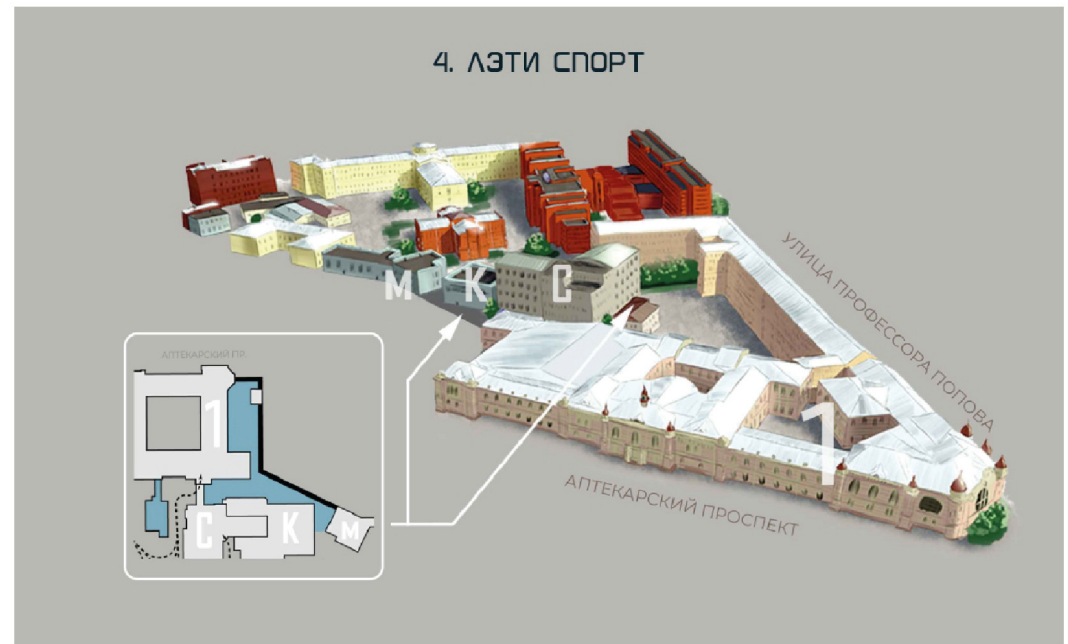 4. ЛЭТИ СПОРТ
УЛИЦА ПРОФЕССОРА ПОПОВА
М К С
1
АПТЕКАРСКИЙ ПРОСПЕКТ
АПТЕКАРСКИЙ ПР.
1
С К М